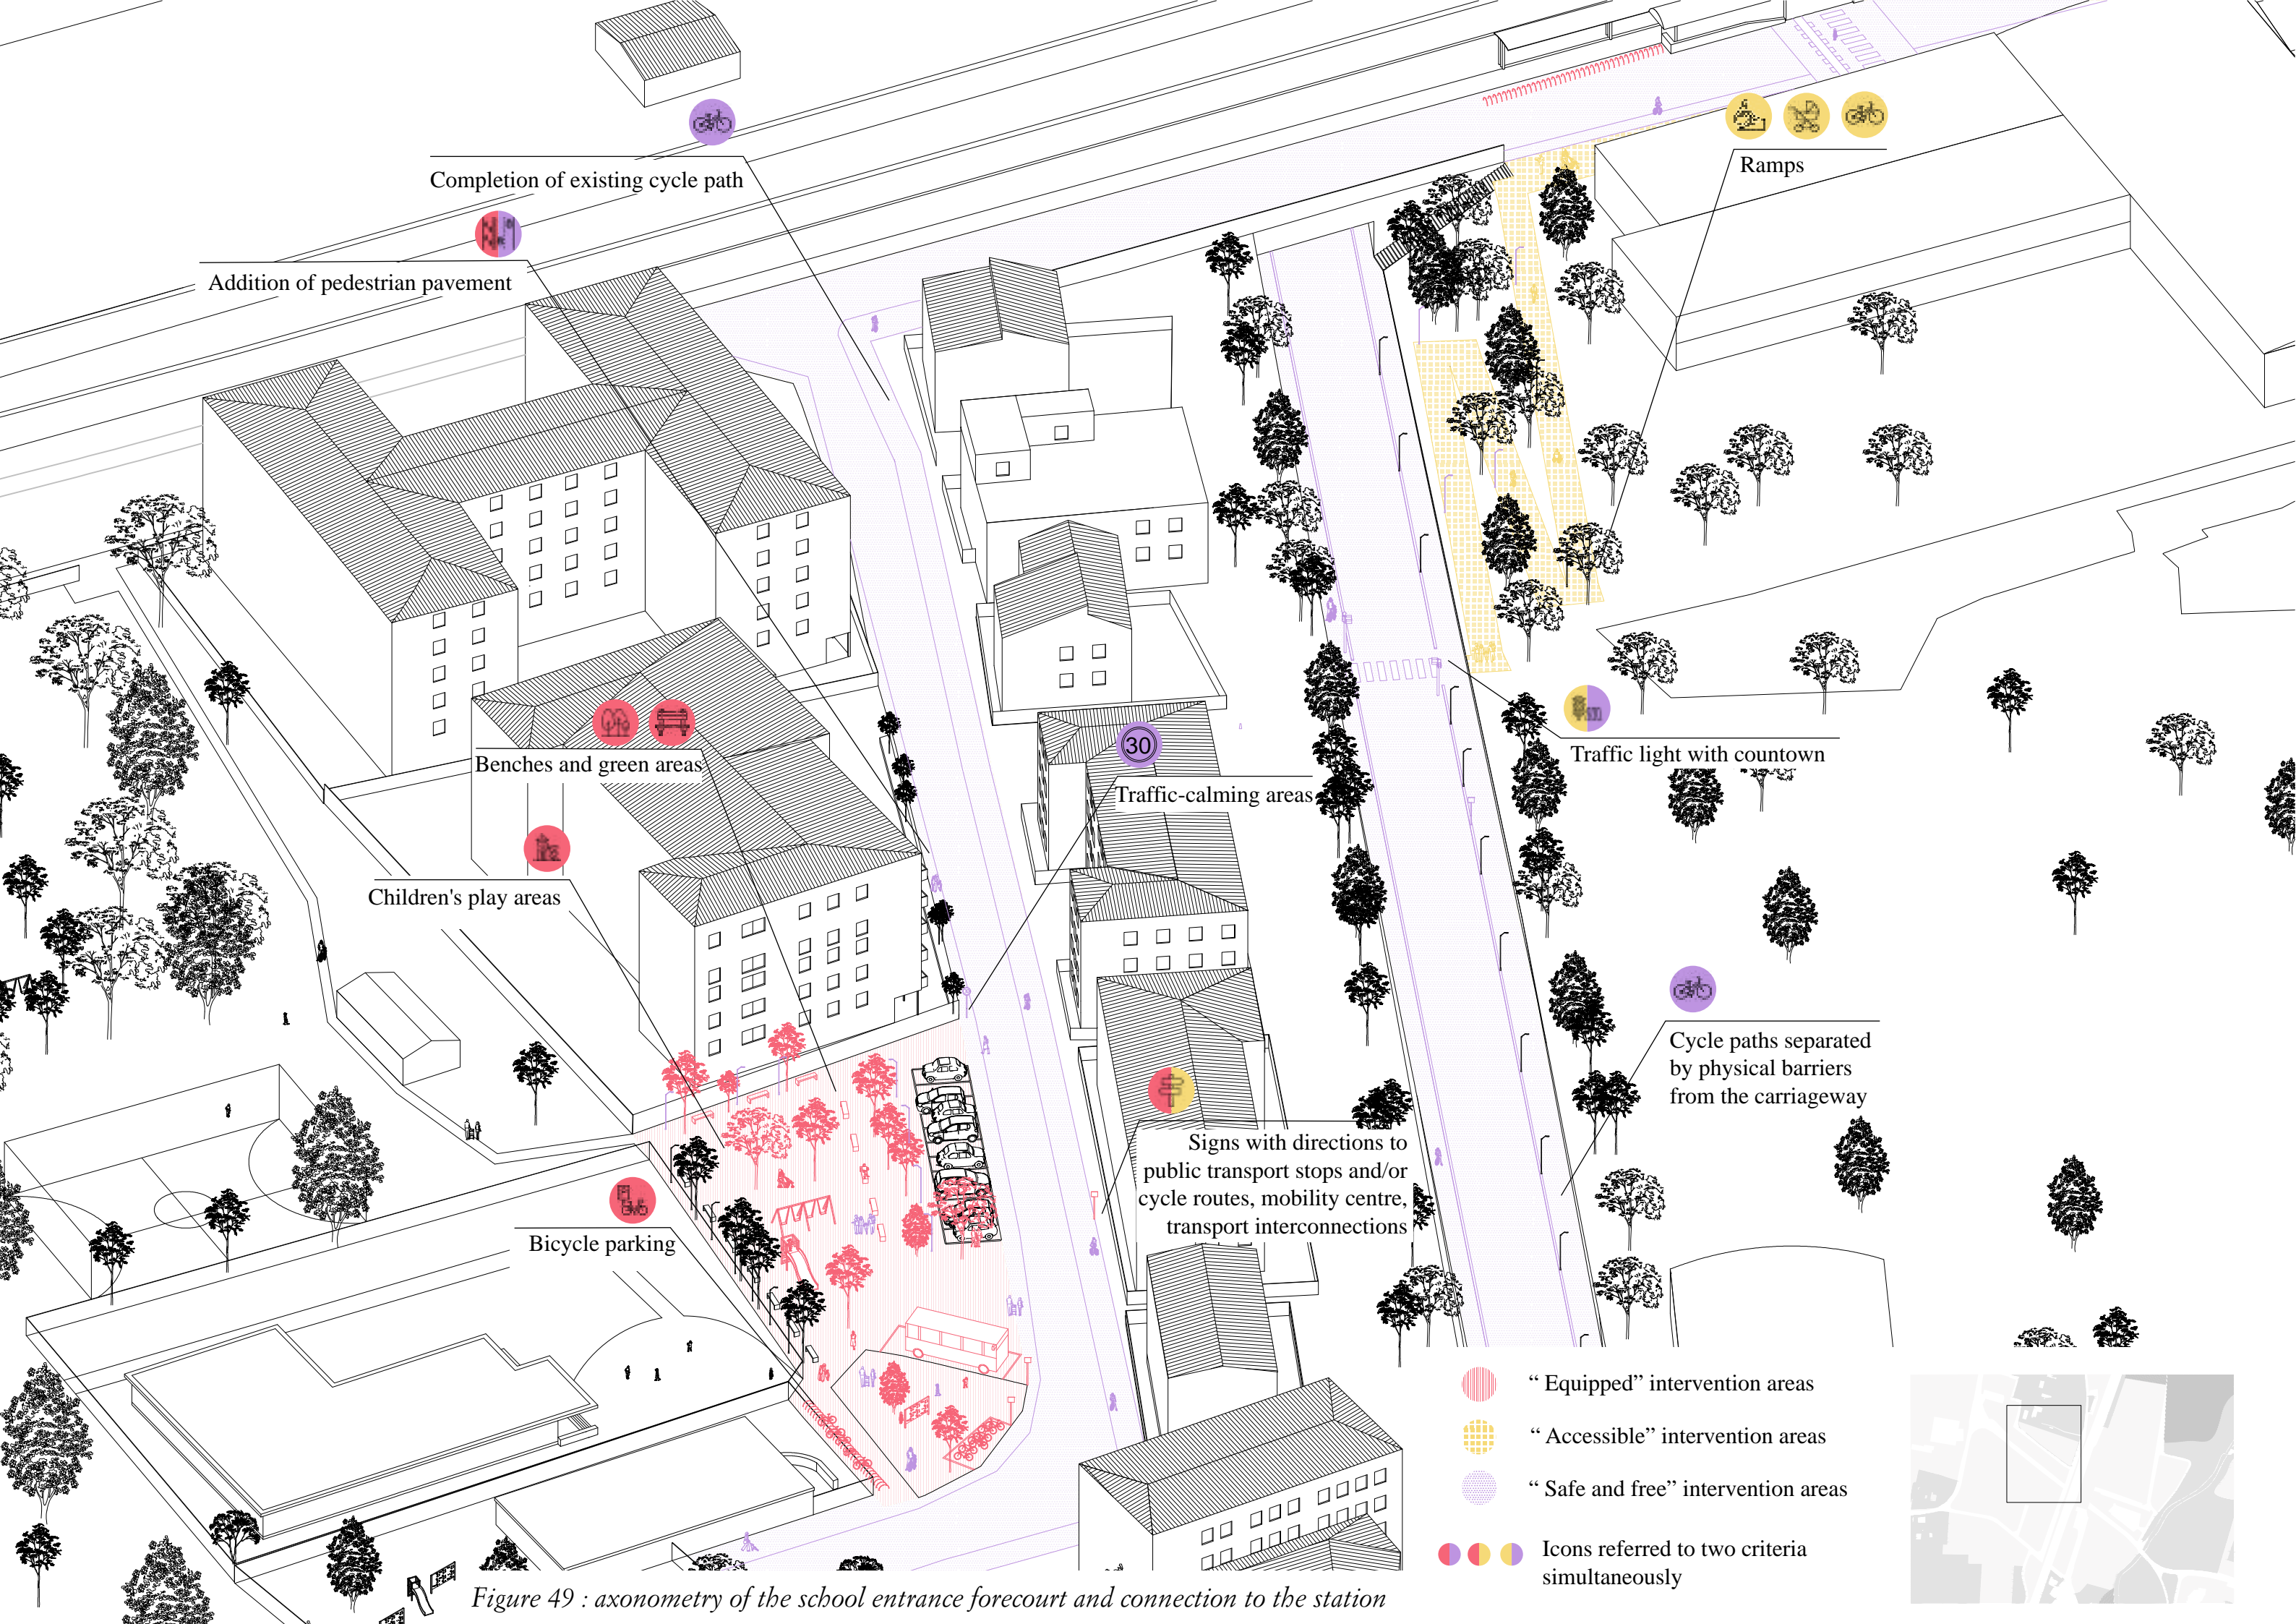 Completion of existing cycle path
Ramps
Addition of pedestrian pavement
Benches and green areas
30
Traffic light with countown
Traffic-calming areas
Children's play areas
Cycle paths separated
by physical barriers
from the carriageway
Signs with directions to
public transport stops and/or
cycle routes, mobility centre,
transport interconnections
Bicycle parking
“ Equipped” intervention areas
“ Accessible” intervention areas
“ Safe and free” intervention areas
Icons referred to two criteria
simultaneously
Figure 49 : axonometry of the school entrance forecourt and connection to the station